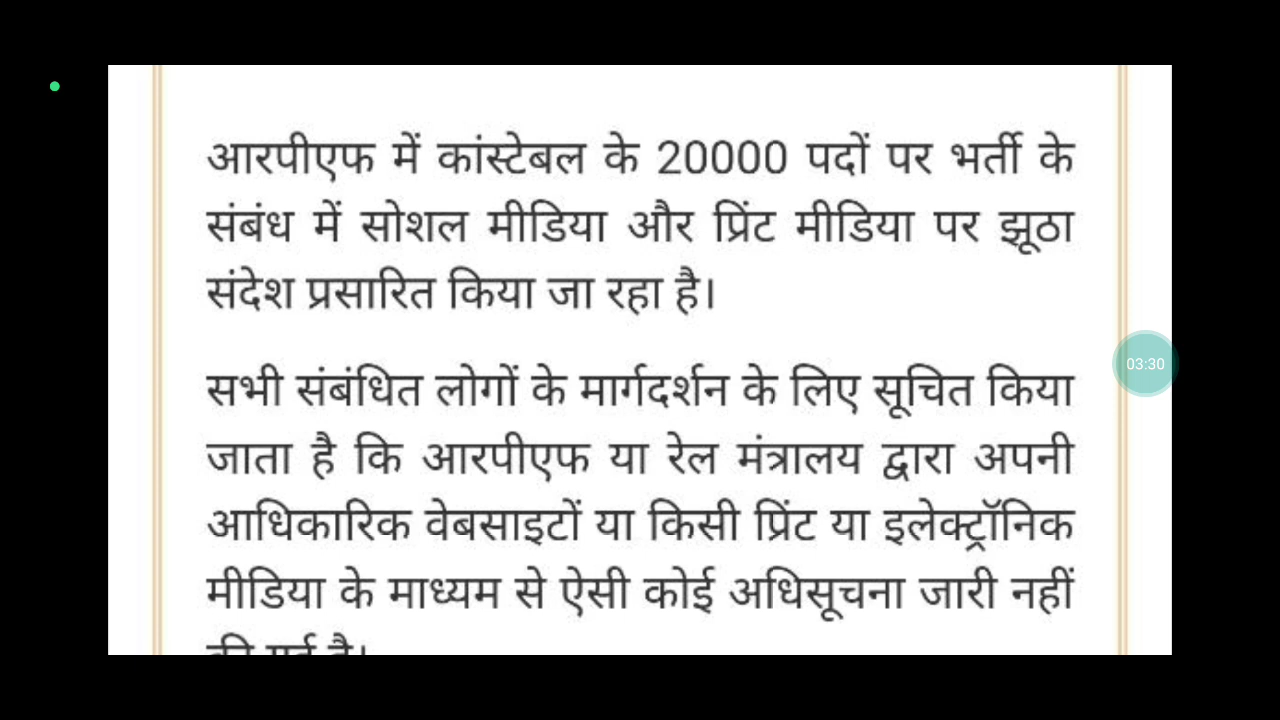 आरपीएफ में कांस्टेबल के 20000 पदों पर भर्ती के
संबंध में सोशल मीडिया और प्रिंट मीडिया पर झूठा
संदेश प्रसारित किया जा रहा है।
सभी संबंधित लोगों के मार्गदर्शन के लिए सूचित किया
जाता है कि आरपीएफ या रेल मंत्रालय द्वारा अपनी
आधिकारिक वेबसाइटों या किसी प्रिंट या इलेक्ट्रॉनिक
मीडिया के माध्यम से ऐसी कोई अधिसूचना जारी नहीं
की गई है।
03:30